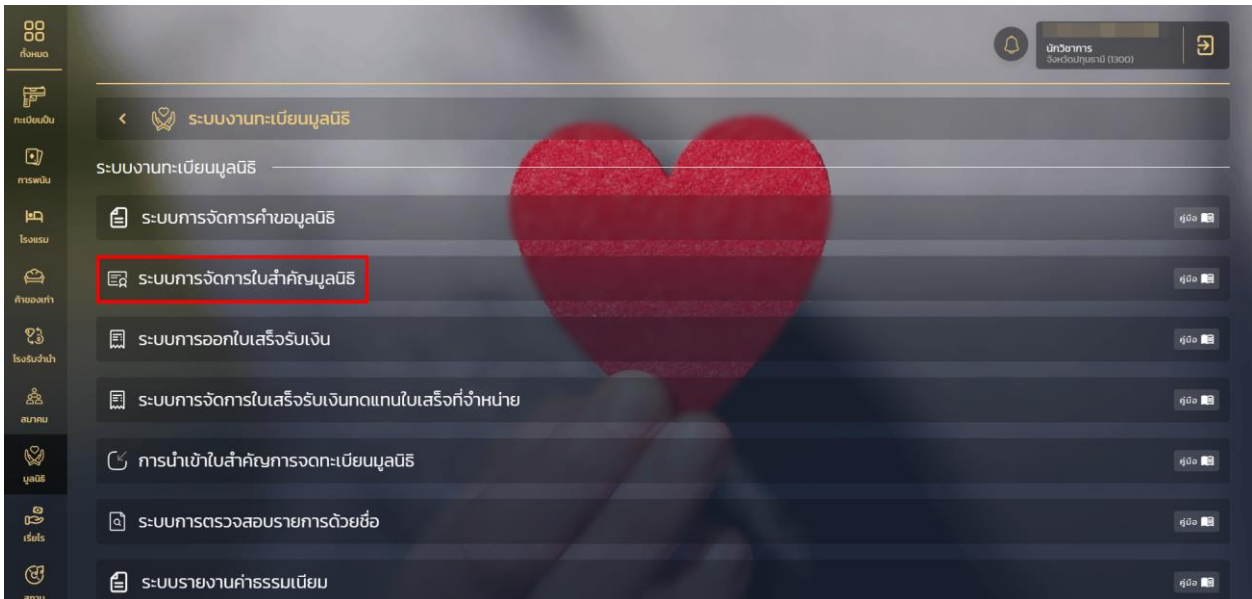 ทั้งหมด
ทะเบียนปืน
การพนัน
โรงแรม
ค้าของเก่า
โรงรับจำนำ
สมาคม
มูลนิธิ
เรี่ยไร
นักวิชาการ
จังหวัดปทุมธานี (1300)
ระบบงานทะเบียนมูลนิธิ
ระบบงานทะเบียนมูลนิธิ
ระบบการจัดการคำขอมูลนิธิ
คู่มือ
ระบบการจัดการใบสำคัญมูลนิธิ
คู่มือ
ระบบการออกใบเสร็จรับเงิน
คู่มือ
ระบบการจัดการใบเสร็จรับเงินทดแทนใบเสร็จที่จำหน่าย
คู่มือ
การนำเข้าใบสำคัญการจดทะเบียนมูลนิธิ
คู่มือ
ระบบการตรวจสอบรายการด้วยชื่อ
คู่มือ
ระบบรายงานค่าธรรมเนียม
คู่มือ